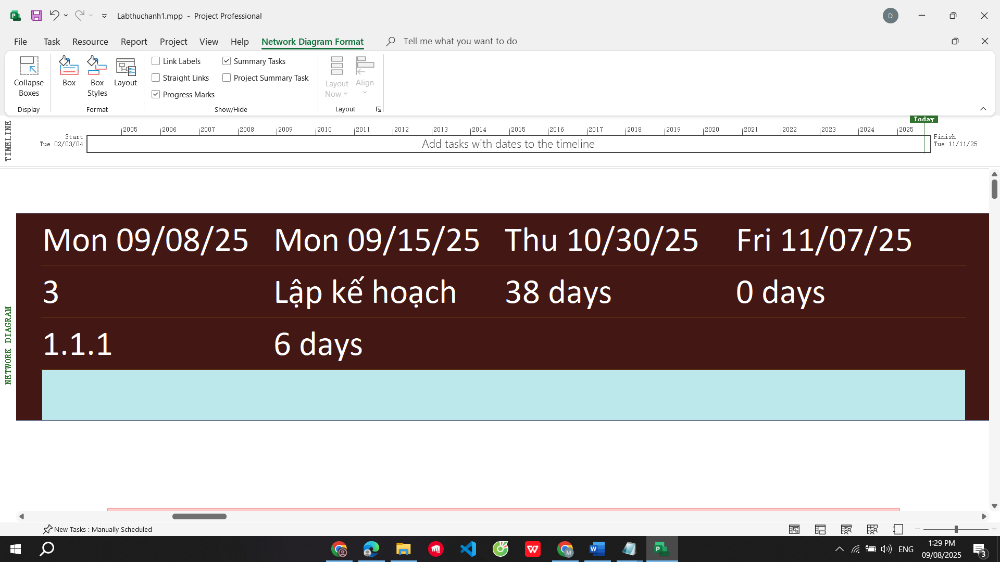 Labthuchanh1.mpp - Project Professional
D
File Task Resource Report Project View Help Network Diagram Format Tell me what you want to do
Collapse Boxes
Box
Box Styles
Layout
Link Labels
Straight Links
Progress Marks
Summary Tasks
Project Summary Task
Layout Now
Align
Display
Format
Show/Hide
Layout
TIMELINE
Today
2005 2006 2007 2008 2009 2010 2011 2012 2013 2014 2015 2016 2017 2018 2019 2020 2021 2022 2023 2024 2025
Start
Tue 02/03/04
Add tasks with dates to the timeline
Finish
Tue 11/11/25
NETWORK DIAGRAM
Mon 09/08/25 Mon 09/15/25 Thu 10/30/25 Fri 11/07/25
3 Lập kế hoạch 38 days 0 days
1.1.1 6 days
New Tasks : Manually Scheduled
ENG
1:29 PM
09/08/2025
3